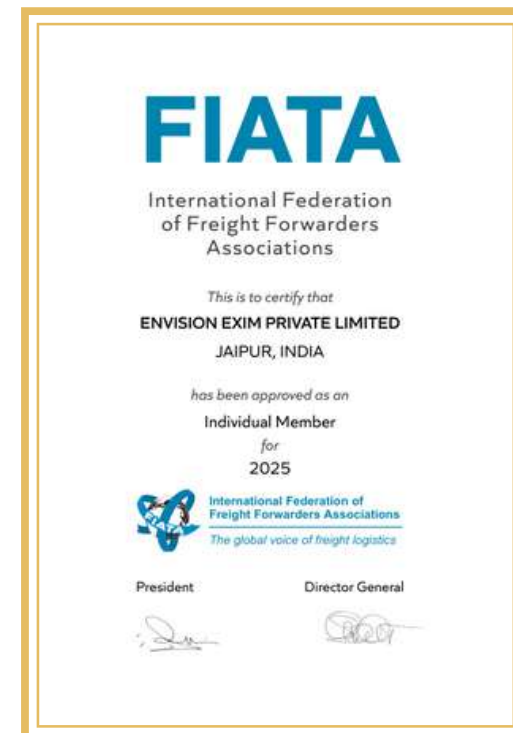 FIATA
International Federation
of Freight Forwarders
Associations
This is to certify that
ENVISION EXIM PRIVATE LIMITED
JAIPUR, INDIA
has been approved as an
Individual Member
for
2025
FIATA
International Federation of
Freight Forwarders Associations
The global voice of freight logistics
President Director General